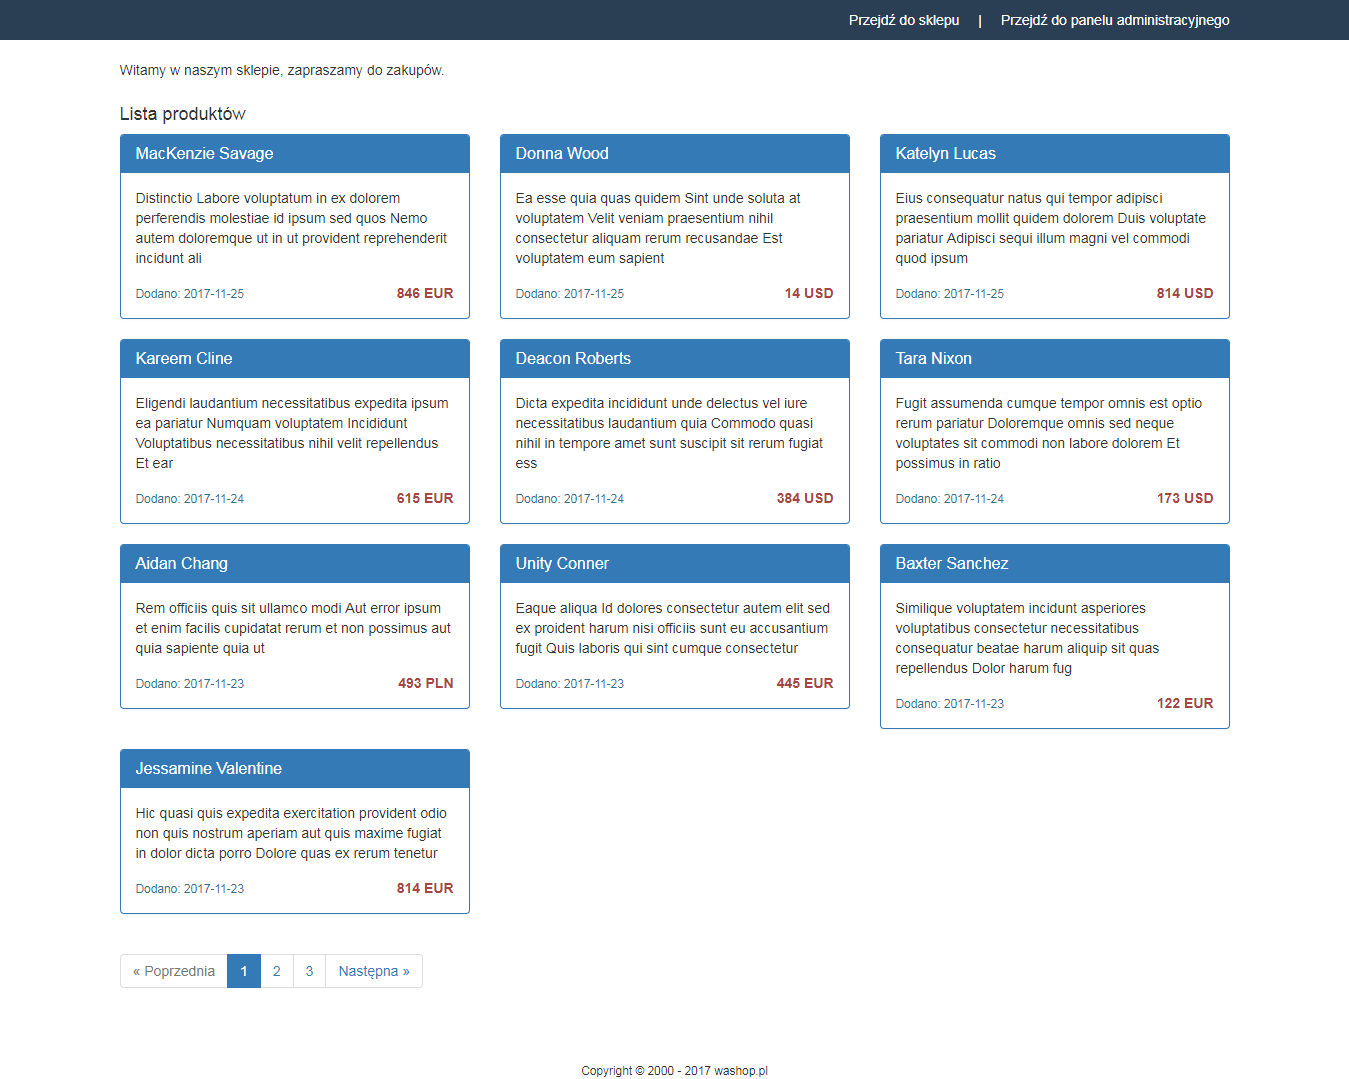 Przejdź do sklepu | Przejdź do panelu administracyjnego
Witamy w naszym sklepie, zapraszamy do zakupów.
Lista produktów
MacKenzie Savage
Distinctio Labore voluptatum in ex dolorem
perferendis molestiae id ipsum sed quos Nemo
autem doloremque ut in ut provident reprehenderit
incidunt ali
Dodano: 2017-11-25 846 EUR
Donna Wood
Ea esse quia quas quidem Sint unde soluta at
voluptatem Velit veniam praesentium nihil
consectetur aliquam rerum recusandae Est
voluptatem eum sapient
Dodano: 2017-11-25 14 USD
Katelyn Lucas
Eius consequatur natus qui tempor adipisci
praesentium mollit quidem dolorem Duis voluptate
pariatur Adipisci sequi illum magni vel commodi
quod ipsum
Dodano: 2017-11-25 814 USD
Kareem Cline
Eligendi laudantium necessitatibus expedita ipsum
ea pariatur Numquam voluptatem Incididunt
Voluptatibus necessitatibus nihil velit repellendus
Et ear
Dodano: 2017-11-24 615 EUR
Deacon Roberts
Dicta expedita incididunt unde delectus vel iure
necessitatibus laudantium quia Commodo quasi
nihil in tempore amet sunt suscipit sit rerum fugiat
ess
Dodano: 2017-11-24 384 USD
Tara Nixon
Fugit assumenda cumque tempor omnis est optio
rerum pariatur Doloremque omnis sed neque
voluptates sit commodi non labore dolorem Et
possimus in ratio
Dodano: 2017-11-24 173 USD
Aidan Chang
Rem officiis quis sit ullamco modi Aut error ipsum
et enim facilis cupidatat rerum et non possimus aut
quia sapiente quia ut
Dodano: 2017-11-23 493 PLN
Unity Conner
Eaque aliqua Id dolores consectetur autem elit sed
ex proident harum nisi officiis sunt eu accusantium
fugit Quis laboris qui sint cumque consectetur
Dodano: 2017-11-23 445 EUR
Baxter Sanchez
Similique voluptatem incidunt asperiores
voluptatibus consectetur necessitatibus
consequatur beatae harum aliquip sit quas
repellendus Dolor harum fug
Dodano: 2017-11-23 122 EUR
Jessamine Valentine
Hic quasi quis expedita exercitation provident odio
non quis nostrum aperiam aut quis maxime fugiat
in dolor dicta porro Dolore quas ex rerum tenetur
Dodano: 2017-11-23 814 EUR
« Poprzednia 1 2 3 Następna »
Copyright © 2000 - 2017 washop.pl